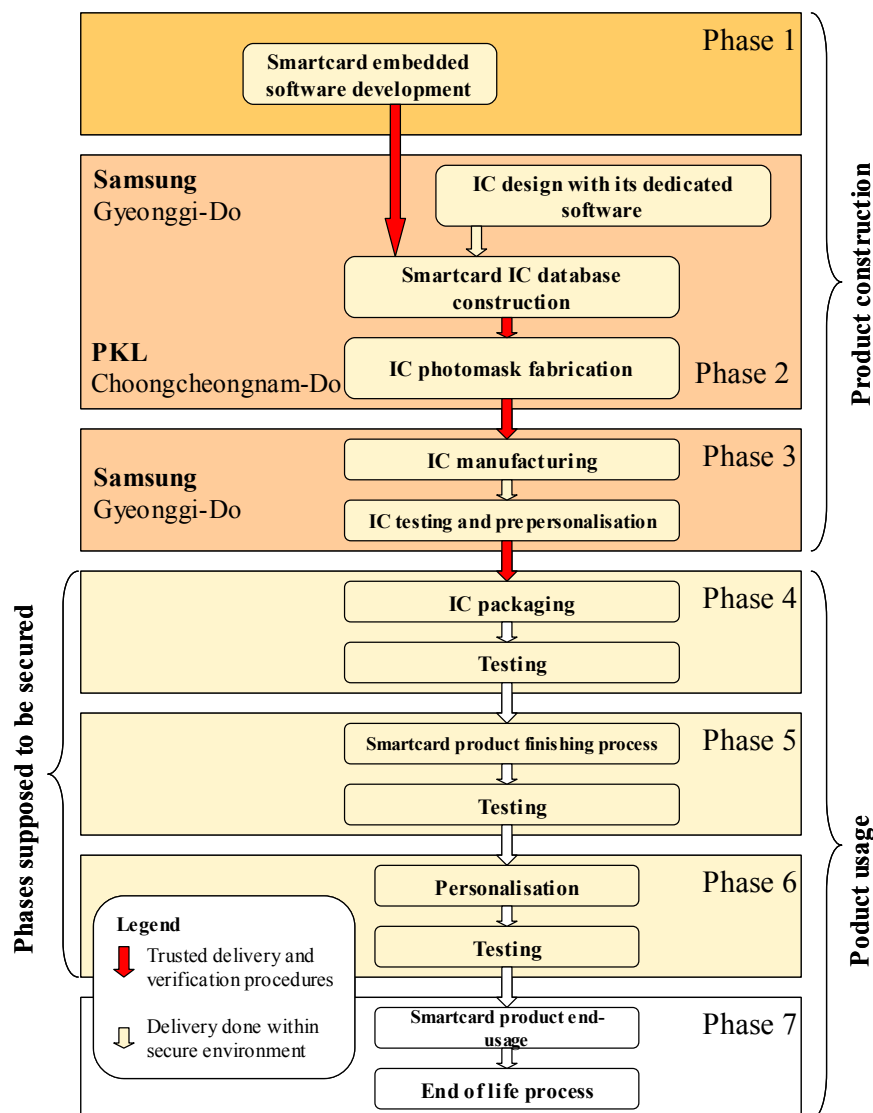 Phase 1
Smartcard embedded
software development
Samsung
Gyeonggi-Do
IC design with its dedicated
software
Smartcard IC database
construction
PKL
Choongcheongnam-Do
IC photomask fabrication
Phase 2
Product construction
Phase 3
IC manufacturing
Samsung
Gyeonggi-Do
IC testing and prepersonalisation
Phase 4
IC packaging
Testing
Phases supposed to be secured
Phase 5
Smartcard product finishing process
Testing
Poduct usage
Phase 6
Personalisation
Testing
Legend
Trusted delivery and
verification procedures
Delivery done within
secure environment
Phase 7
Smartcard product end-
usage
End of life process